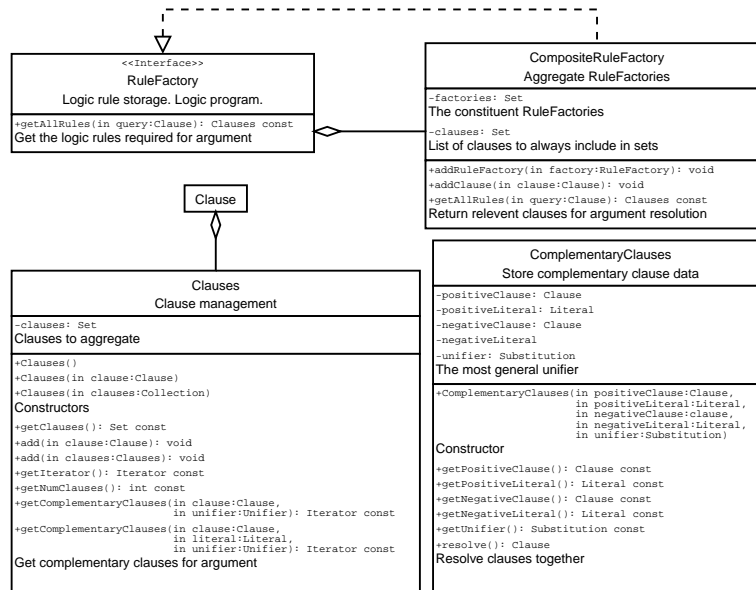 <<Interface>>
RuleFactory
Logic rule storage. Logic program.
+getAllRules(in query:Clause): Clauses const
Get the logic rules required for argument
CompositeRuleFactory
Aggregate RuleFactories
-factories: Set
The constituent RuleFactories
-clauses: Set
List of clauses to always include in sets
+addRuleFactory(in factory:RuleFactory): void
+addClause(in clause:Clause): void
+getAllRules(in query:Clause): Clauses const
Return relevent clauses for argument resolution
Clause
Clauses
Clause management
-clauses: Set
Clauses to aggregate
+Clauses()
+Clauses(in clause:Clause)
+Clauses(in clauses:Collection)
Constructors
+getClauses(): Set const
+add(in clause:Clause): void
+add(in clauses:Clauses): void
+getIterator(): Iterator const
+getNumClauses(): int const
+getComplementaryClauses(in clause:Clause,
in unifier:Unifier): Iterator const
+getComplementaryClauses(in clause:Clause,
in literal:Literal,
in unifier:Unifier): Iterator const
Get complementary clauses for argument
ComplementaryClauses
Store complementary clause data
-positiveClause: Clause
-positiveLiteral: Literal
-negativeClause: Clause
-negativeLiteral
-unifier: Substitution
The most general unifier
+ComplementaryClauses(in positiveClause:Clause,
in positiveLiteral:Literal,
in negativeClause:clause,
in negativeLiteral:Literal,
in unifier:Substitution)
Constructor
+getPositiveClause(): Clause const
+getPositiveLiteral(): Literal const
+getNegativeClause(): Clause const
+getNegativeLiteral(): Literal const
+getUnifier(): Substitution const
+resolve(): Clause
Resolve clauses together